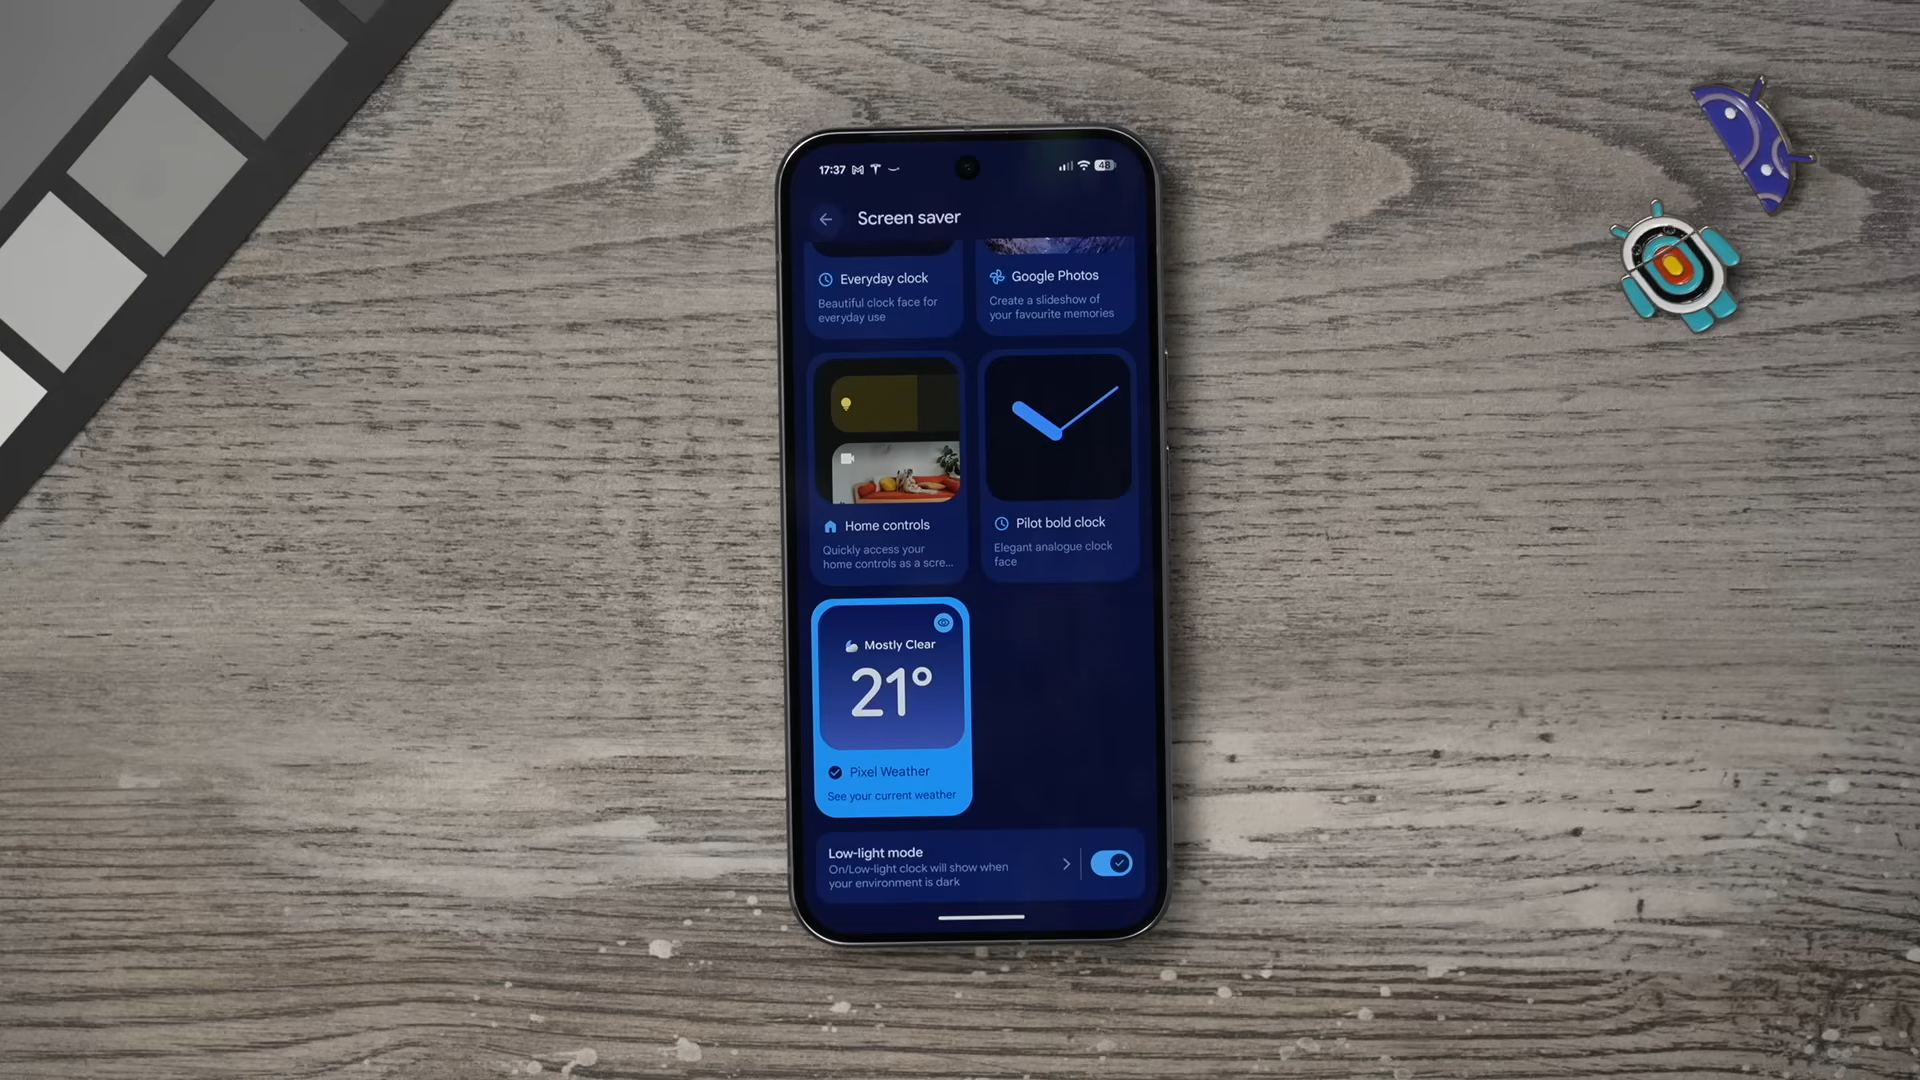 17:37
48
Screen saver
Everyday clock
Beautiful clock face for
everyday use
Google Photos
Create a slideshow of
your favourite memories
Home controls
Quickly access your
home controls as a scre...
Pilot bold clock
Elegant analogue clock
face
Mostly Clear
21°
Pixel Weather
See your current weather
Low-light mode
On/Low-light clock will show when
your environment is dark